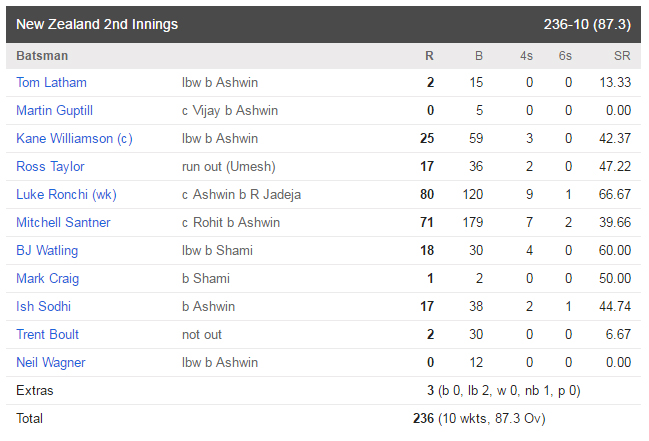 New Zealand 2nd Innings 236-10 (87.3)
Batsman R B 4s 6s SR
Tom Latham lbw b Ashwin 2 15 0 0 13.33
Martin Guptill c Vijay b Ashwin 0 5 0 0 0.00
Kane Williamson (c) lbw b Ashwin 25 59 3 0 42.37
Ross Taylor run out (Umesh) 17 36 2 0 47.22
Luke Ronchi (wk) c Ashwin b R Jadeja 80 120 9 1 66.67
Mitchell Santner c Rohit b Ashwin 71 179 7 2 39.66
BJ Watling lbw b Shami 18 30 4 0 60.00
Mark Craig b Shami 1 2 0 0 50.00
Ish Sodhi b Ashwin 17 38 2 1 44.74
Trent Boult not out 2 30 0 0 6.67
Neil Wagner lbw b Ashwin 0 12 0 0 0.00
Extras 3 (b 0, lb 2, w 0, nb 1, p 0)
Total 236 (10 wkts, 87.3 Ov)